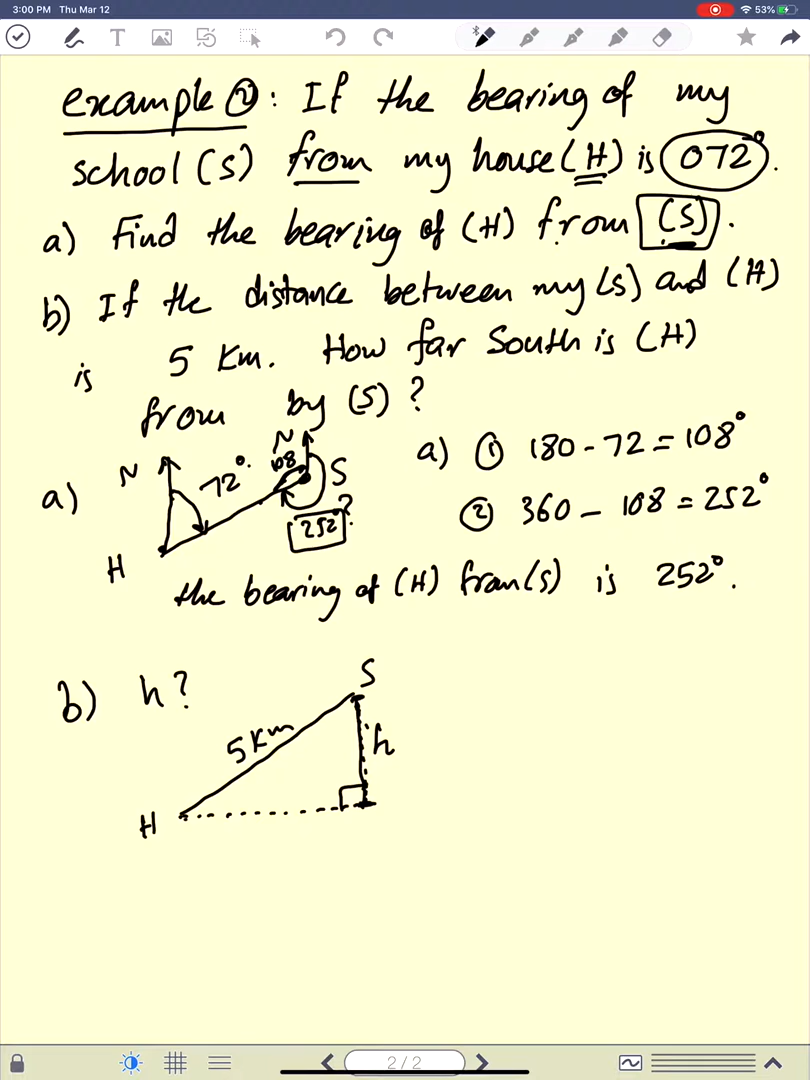 3:00 PM Thu Mar 12 53%
T
example ②: If the bearing of my
school (S) from my house (H) is 072°.
a) Find the bearing of (H) from (S).
b) If the distance between my (S) and (H)
is 5 Km. How far South is (H)
from by (S)?
a) ① 180 - 72 = 108°
② 360 - 108 = 252°
a) N 72° N 108 S
252° ?
H
the bearing of (H) from (S) is 252°.
b) h?
S
5 Km h
H
2 / 2